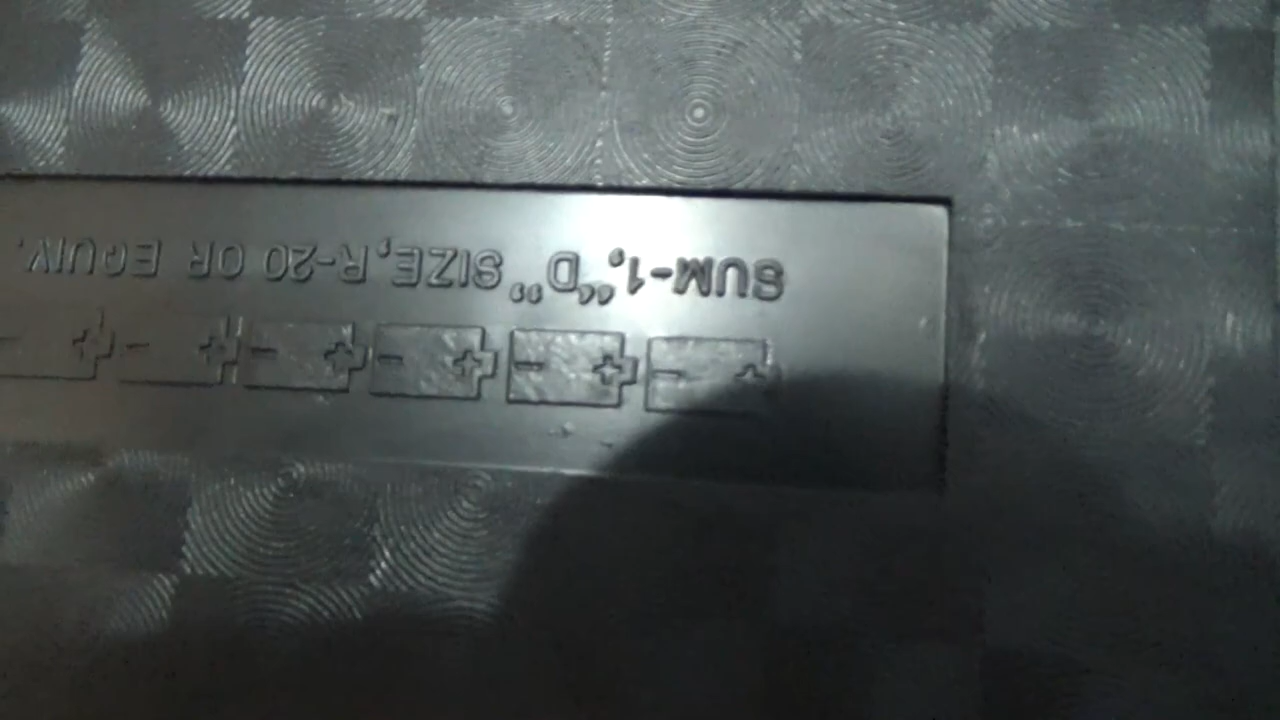 SUM-1, "D" SIZE, R-20 OR EQUIV.